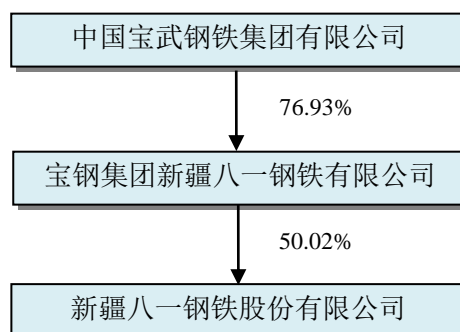 中国宝武钢铁集团有限公司
76.93%
宝钢集团新疆八一钢铁有限公司
50.02%
新疆八一钢铁股份有限公司